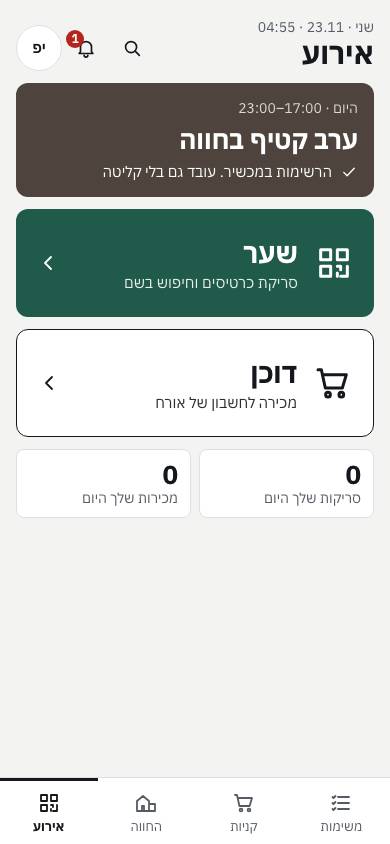 שני · 23.11 · 04:55
אירוע
1
יפ
היום · 17:00–23:00
ערב קטיף בחווה
הרשימות במכשיר. עובד גם בלי קליטה
שער
סריקת כרטיסים וחיפוש בשם
דוכן
מכירה לחשבון של אורח
0
סריקות שלך היום
0
מכירות שלך היום
משימות
קניות
החווה
אירוע